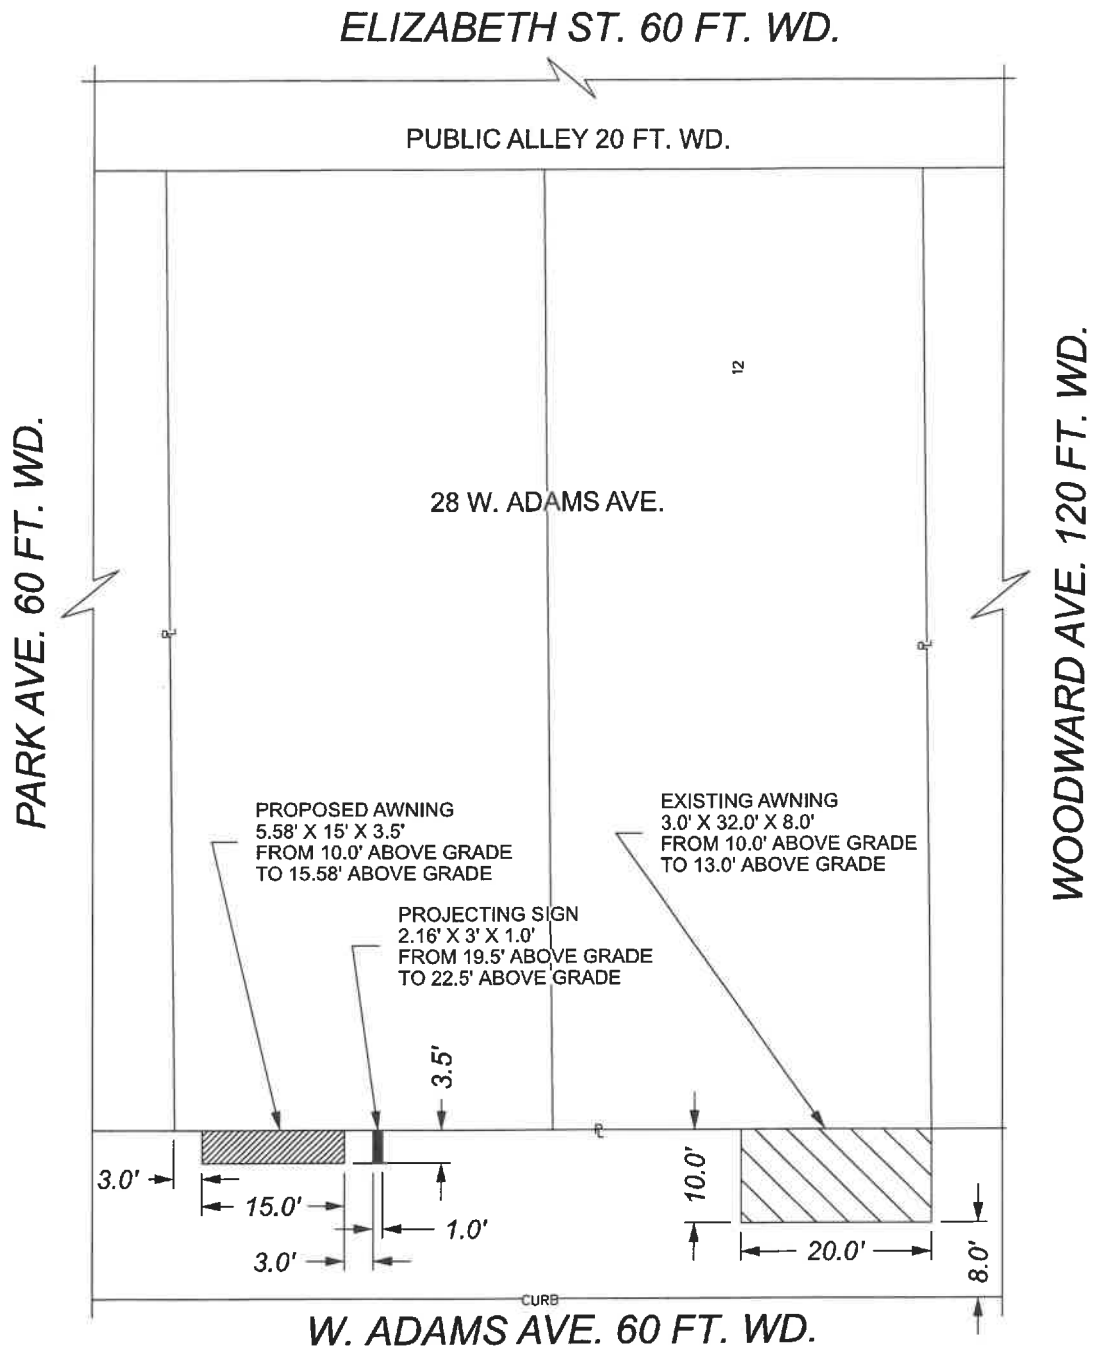 ELIZABETH ST. 60 FT. WD.
PUBLIC ALLEY 20 FT. WD.
12
28 W. ADAMS AVE.
PARK AVE. 60 FT. WD.
WOODWARD AVE. 120 FT. WD.
PL
PL
PROPOSED AWNING
5.58' X 15' X 3.5'
FROM 10.0' ABOVE GRADE
TO 15.58' ABOVE GRADE
EXISTING AWNING
3.0' X 32.0' X 8.0'
FROM 10.0' ABOVE GRADE
TO 13.0' ABOVE GRADE
PROJECTING SIGN
2.16' X 3' X 1.0'
FROM 19.5' ABOVE GRADE
TO 22.5' ABOVE GRADE
3.5'
PL
3.0'
15.0'
1.0'
3.0'
10.0'
20.0'
8.0'
CURB
W. ADAMS AVE. 60 FT. WD.